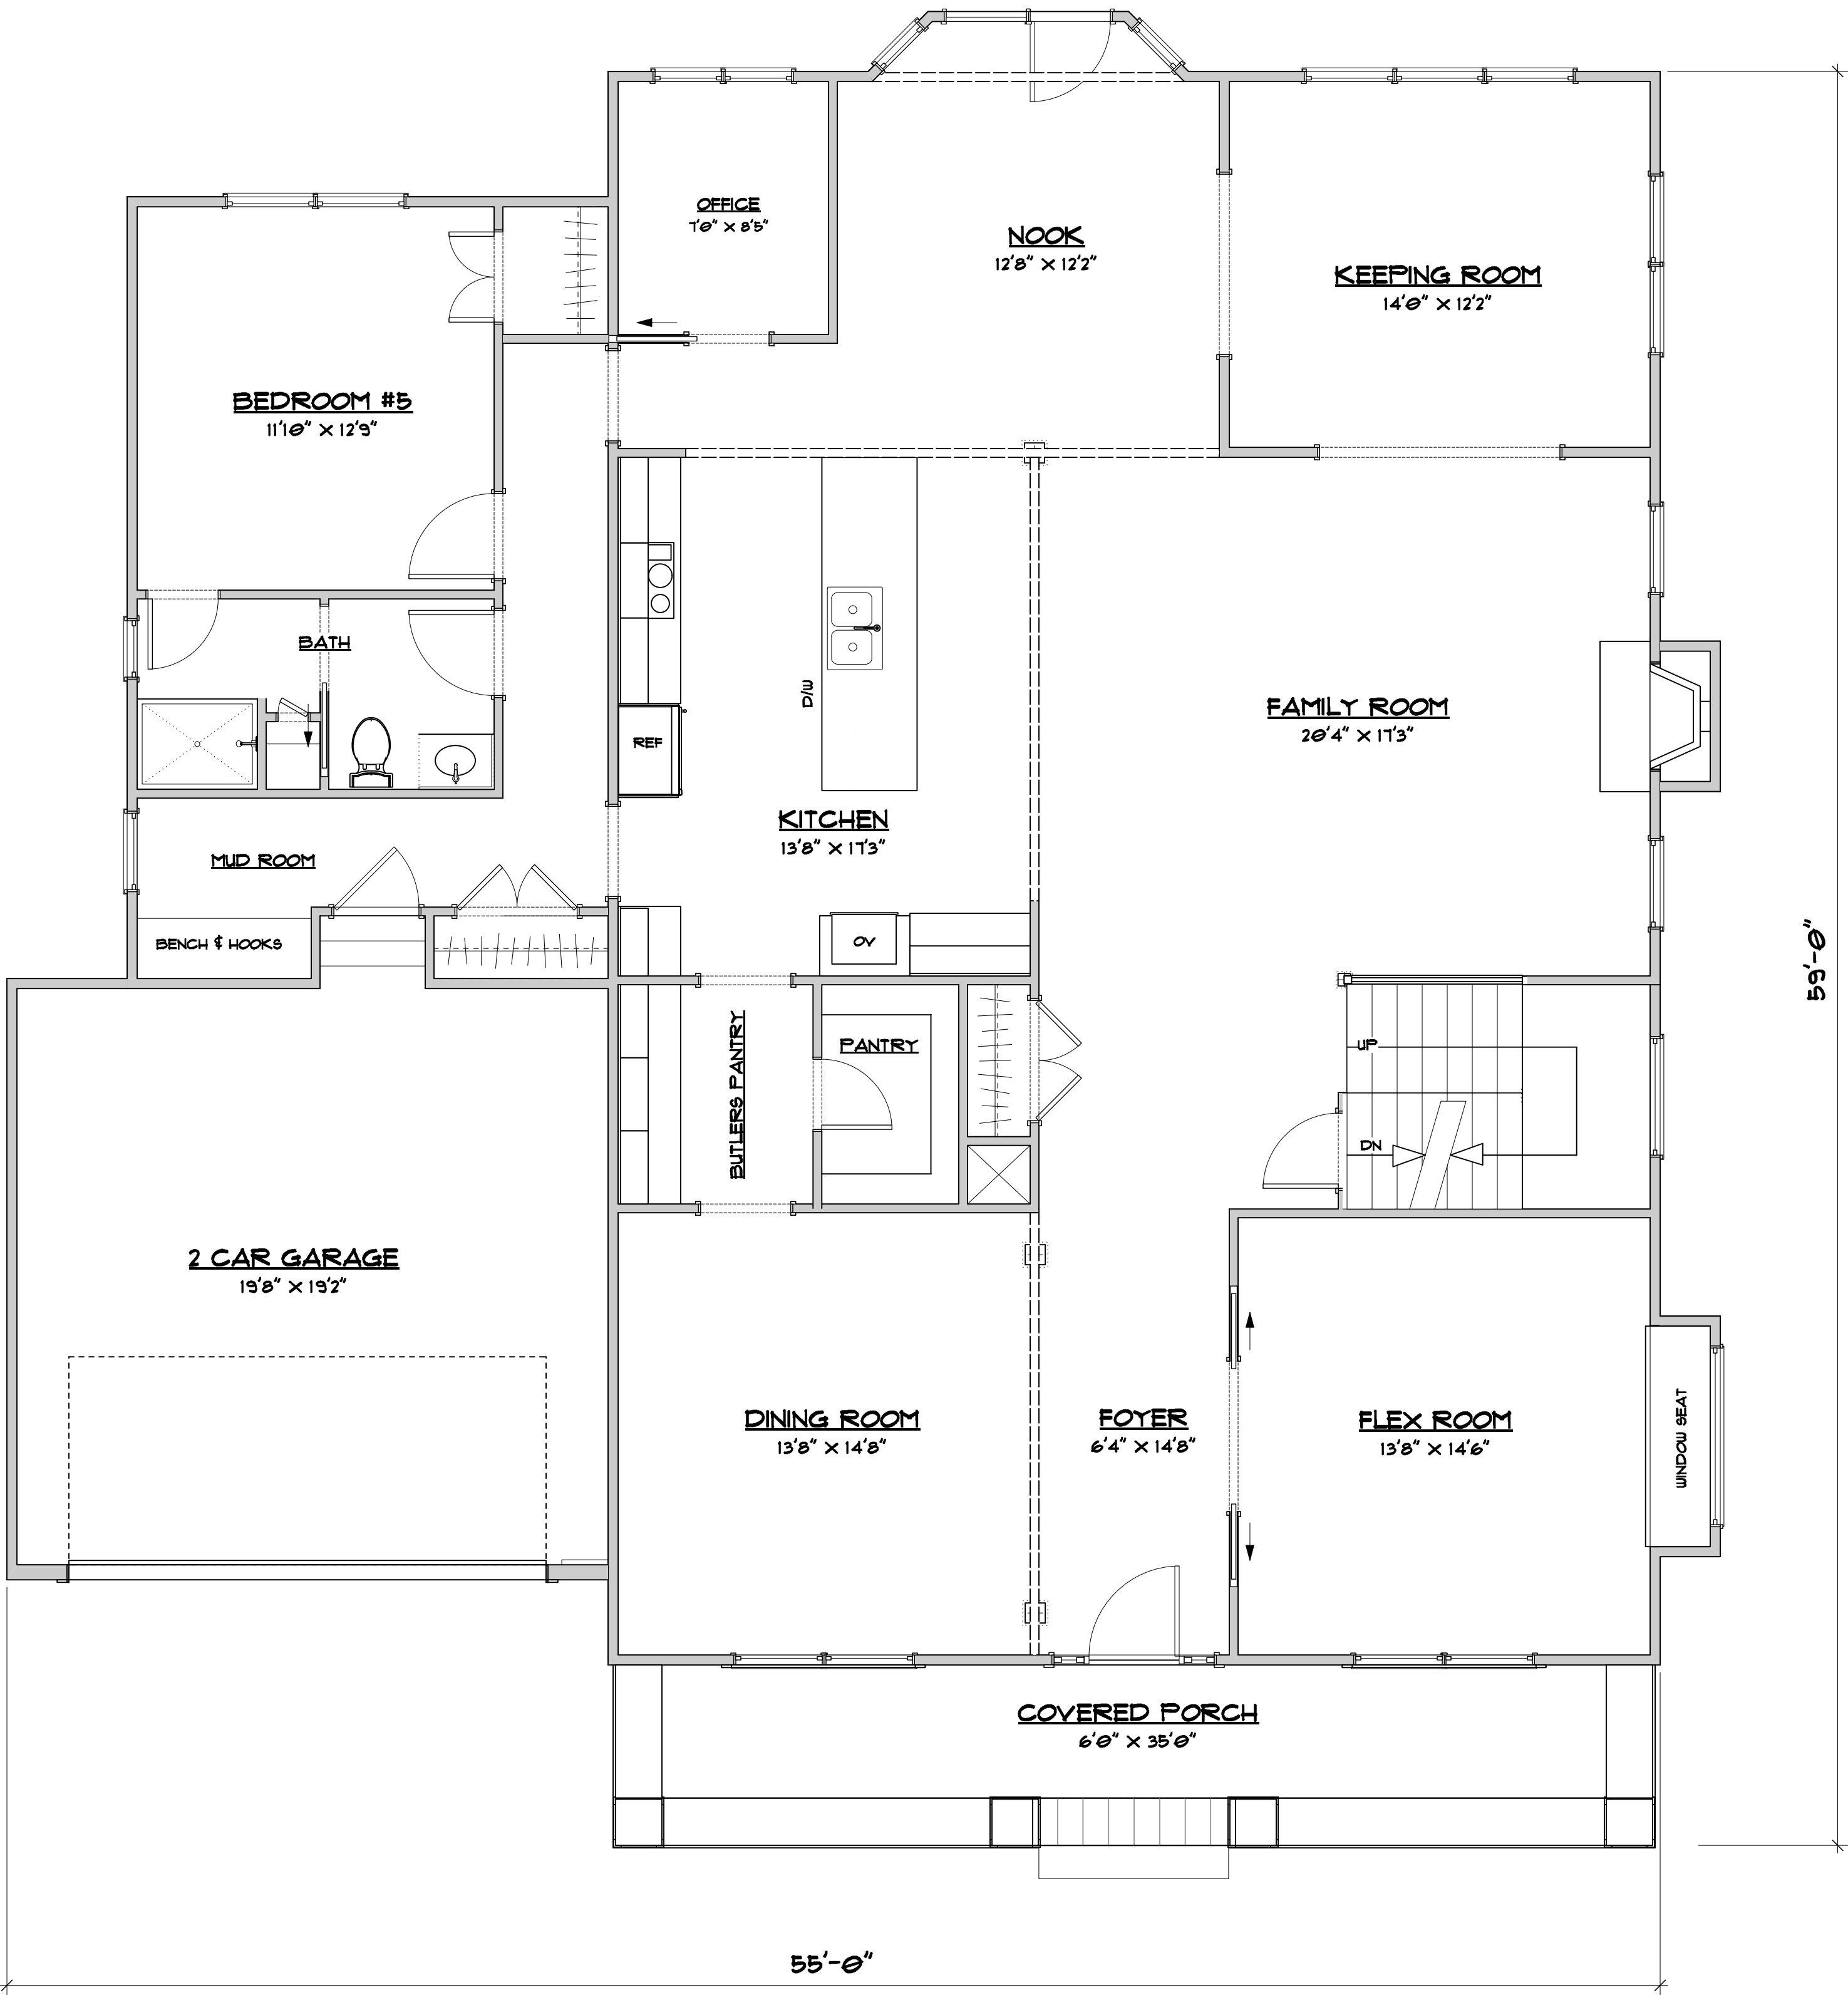 OFFICE
7'0" X 8'5"
NOOK
12'8" X 12'2"
KEEPING ROOM
14'0" X 12'2"
BEDROOM #5
11'10" X 12'9"
BATH
D/W
REF
FAMILY ROOM
20'4" X 17'3"
KITCHEN
13'8" X 17'3"
MUD ROOM
BENCH & HOOKS
OV
59'-0"
BUTLERS PANTRY
PANTRY
UP
DN
2 CAR GARAGE
19'8" X 19'2"
DINING ROOM
13'8" X 14'8"
FOYER
6'4" X 14'8"
FLEX ROOM
13'8" X 14'6"
WINDOW SEAT
COVERED PORCH
6'0" X 35'0"
55'-0"